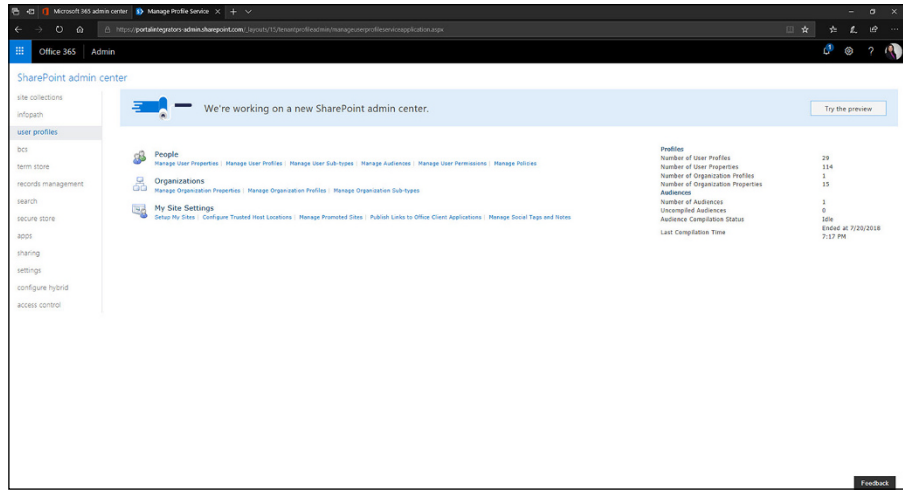 Microsoft 365 admin center
Manage Profile Service
https://portalintegrators-admin.sharepoint.com/_layouts/15/tenantprofileadmin/manageuserprofileserviceapplication.aspx
Office 365 Admin
SharePoint admin center
site collections
infopath
user profiles
bcs
term store
records management
search
secure store
apps
sharing
settings
configure hybrid
access control
We're working on a new SharePoint admin center.
Try the preview
People
Manage User Properties | Manage User Profiles | Manage User Sub-types | Manage Audiences | Manage User Permissions | Manage Policies
Organizations
Manage Organization Properties | Manage Organization Profiles | Manage Organization Sub-types
My Site Settings
Setup My Sites | Configure Trusted Host Locations | Manage Promoted Sites | Publish Links to Office Client Applications | Manage Social Tags and Notes
Profiles
Number of User Profiles 29
Number of User Properties 114
Number of Organization Profiles 1
Number of Organization Properties 15
Audiences
Number of Audiences 1
Uncompiled Audiences 0
Audience Compilation Status Idle
Last Compilation Time Ended at 7/20/2018
7:17 PM
Feedback